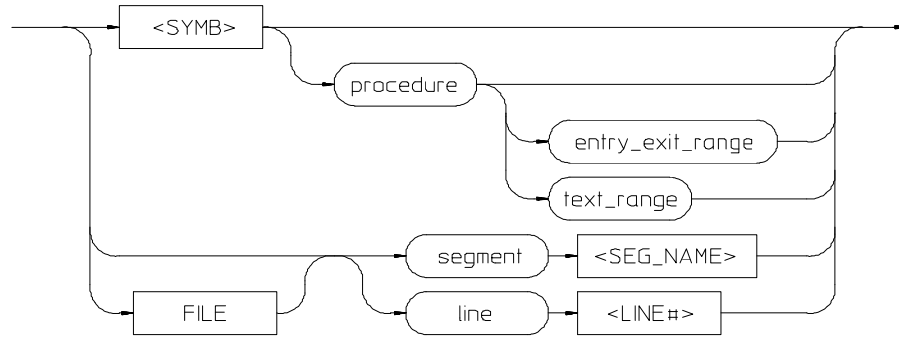 <SYMB>
procedure
entry_exit_range
text_range
segment <SEG_NAME>
FILE line <LINE#>